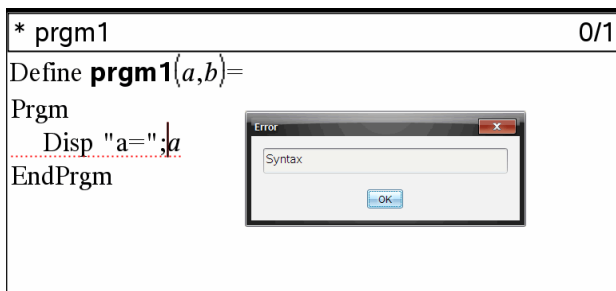 * prgm1 0/1
Define prgm1(a,b)=
Prgm
Disp "a=";a
EndPrgm
Error
x
Syntax
OK